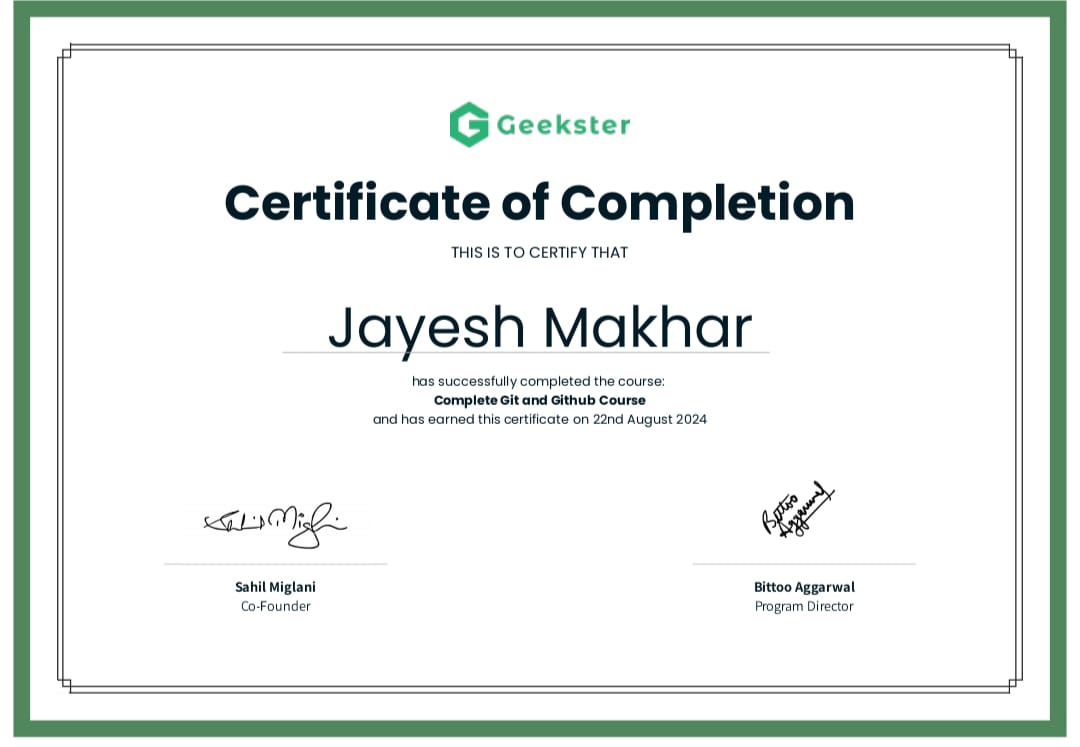 Geekster
Certificate of Completion
THIS IS TO CERTIFY THAT
Jayesh Makhar
has successfully completed the course:
Complete Git and Github Course
and has earned this certificate on 22nd August 2024
Sahil Miglani
Bittoo
Aggarwal
Sahil Miglani
Co-Founder
Bittoo Aggarwal
Program Director